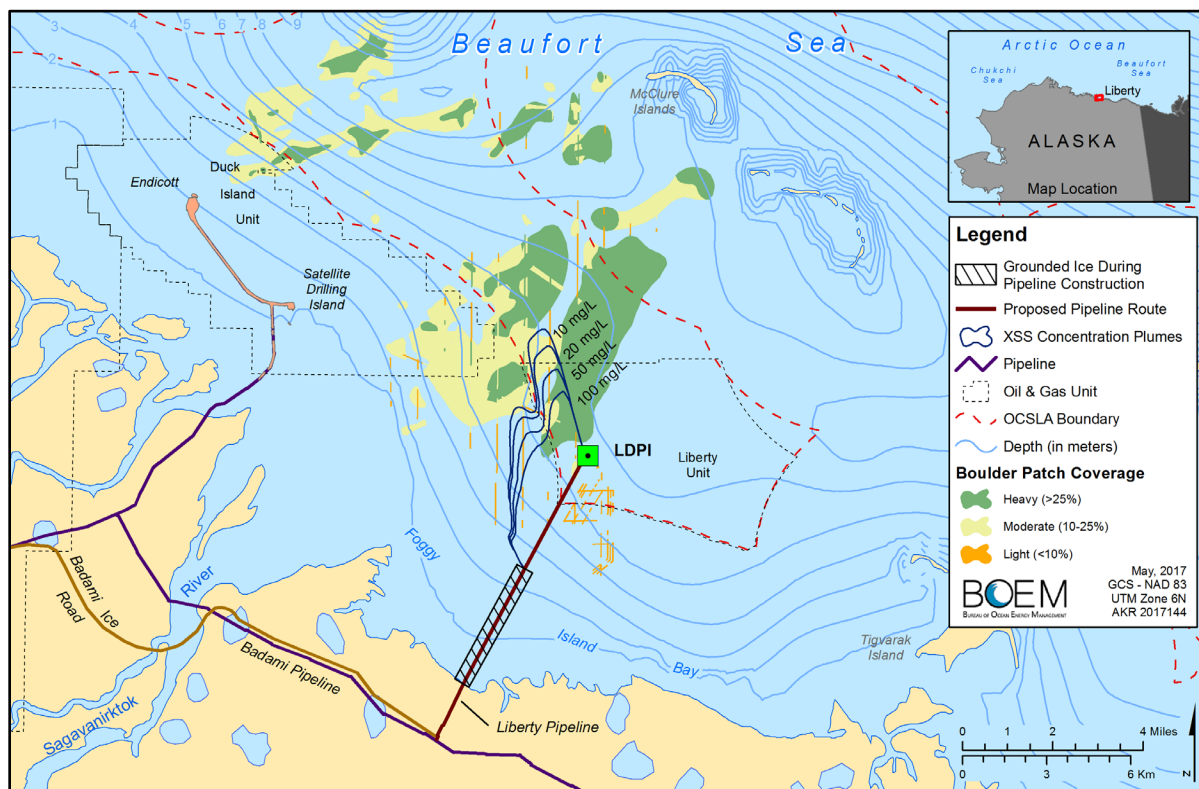 Beaufort Sea
1 2 3 4 5 6 7 8 9
McClure
Islands
Duck
Island
Unit
Endicott
Satellite
Drilling
Island
10 mg/L
20 mg/L
50 mg/L
100 mg/L
LDPI
Liberty
Unit
Foggy
Island
Bay
Tigvarak
Island
River
Badami Ice
Road
Badami Pipeline
Liberty Pipeline
Sagavanirktok
Arctic Ocean
Chukchi
Sea
Beaufort
Sea
Liberty
ALASKA
Map Location
Legend
Grounded Ice During
Pipeline Construction
Proposed Pipeline Route
XSS Concentration Plumes
Pipeline
Oil & Gas Unit
OCSLA Boundary
Depth (in meters)
Boulder Patch Coverage
Heavy (>25%)
Moderate (10-25%)
Light (<10%)
BOEM
BUREAU OF OCEAN ENERGY MANAGEMENT
May, 2017
GCS - NAD 83
UTM Zone 6N
AKR 2017144
0 1 2 4 Miles
0 3 6 Km
N